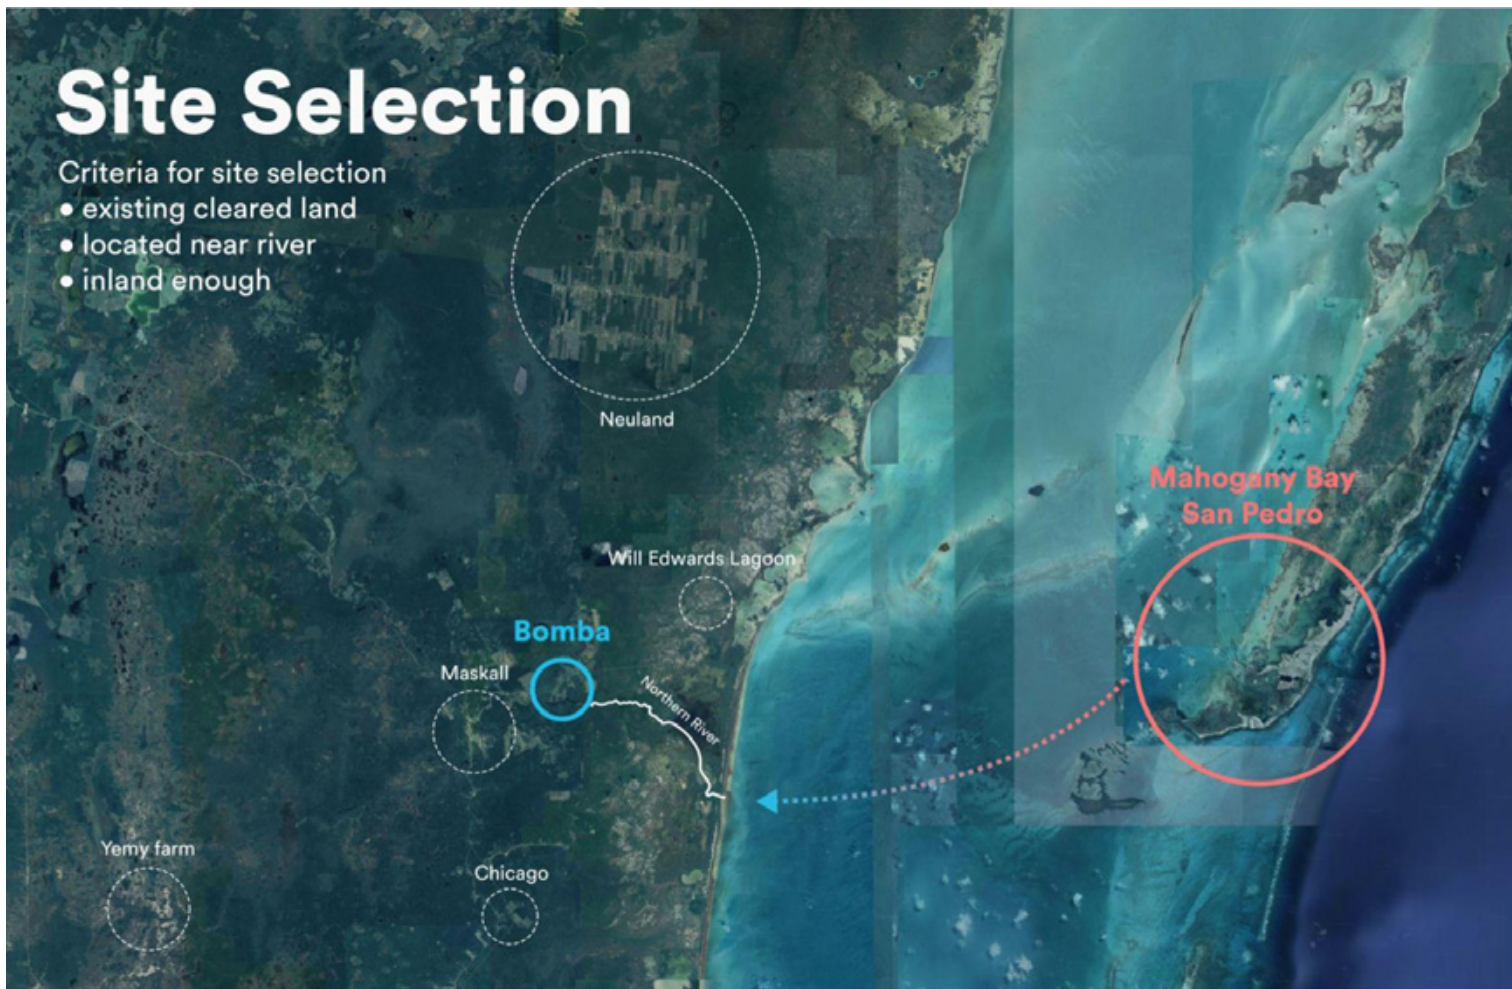 Site Selection
Criteria for site selection
• existing cleared land
• located near river
• inland enough
Neuland
Mahogany Bay
San Pedro
Will Edwards Lagoon
Bomba
Maskall
Northern River
Yemy farm
Chicago